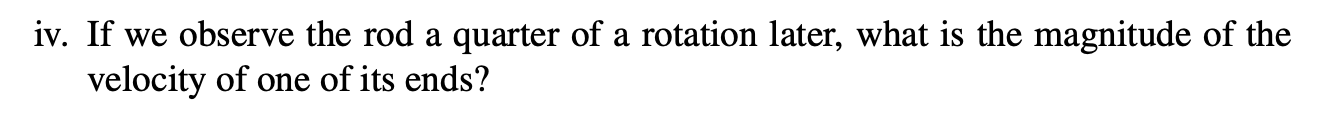 iv. If we observe the rod a quarter of a rotation later, what is the magnitude of the
velocity of one of its ends?